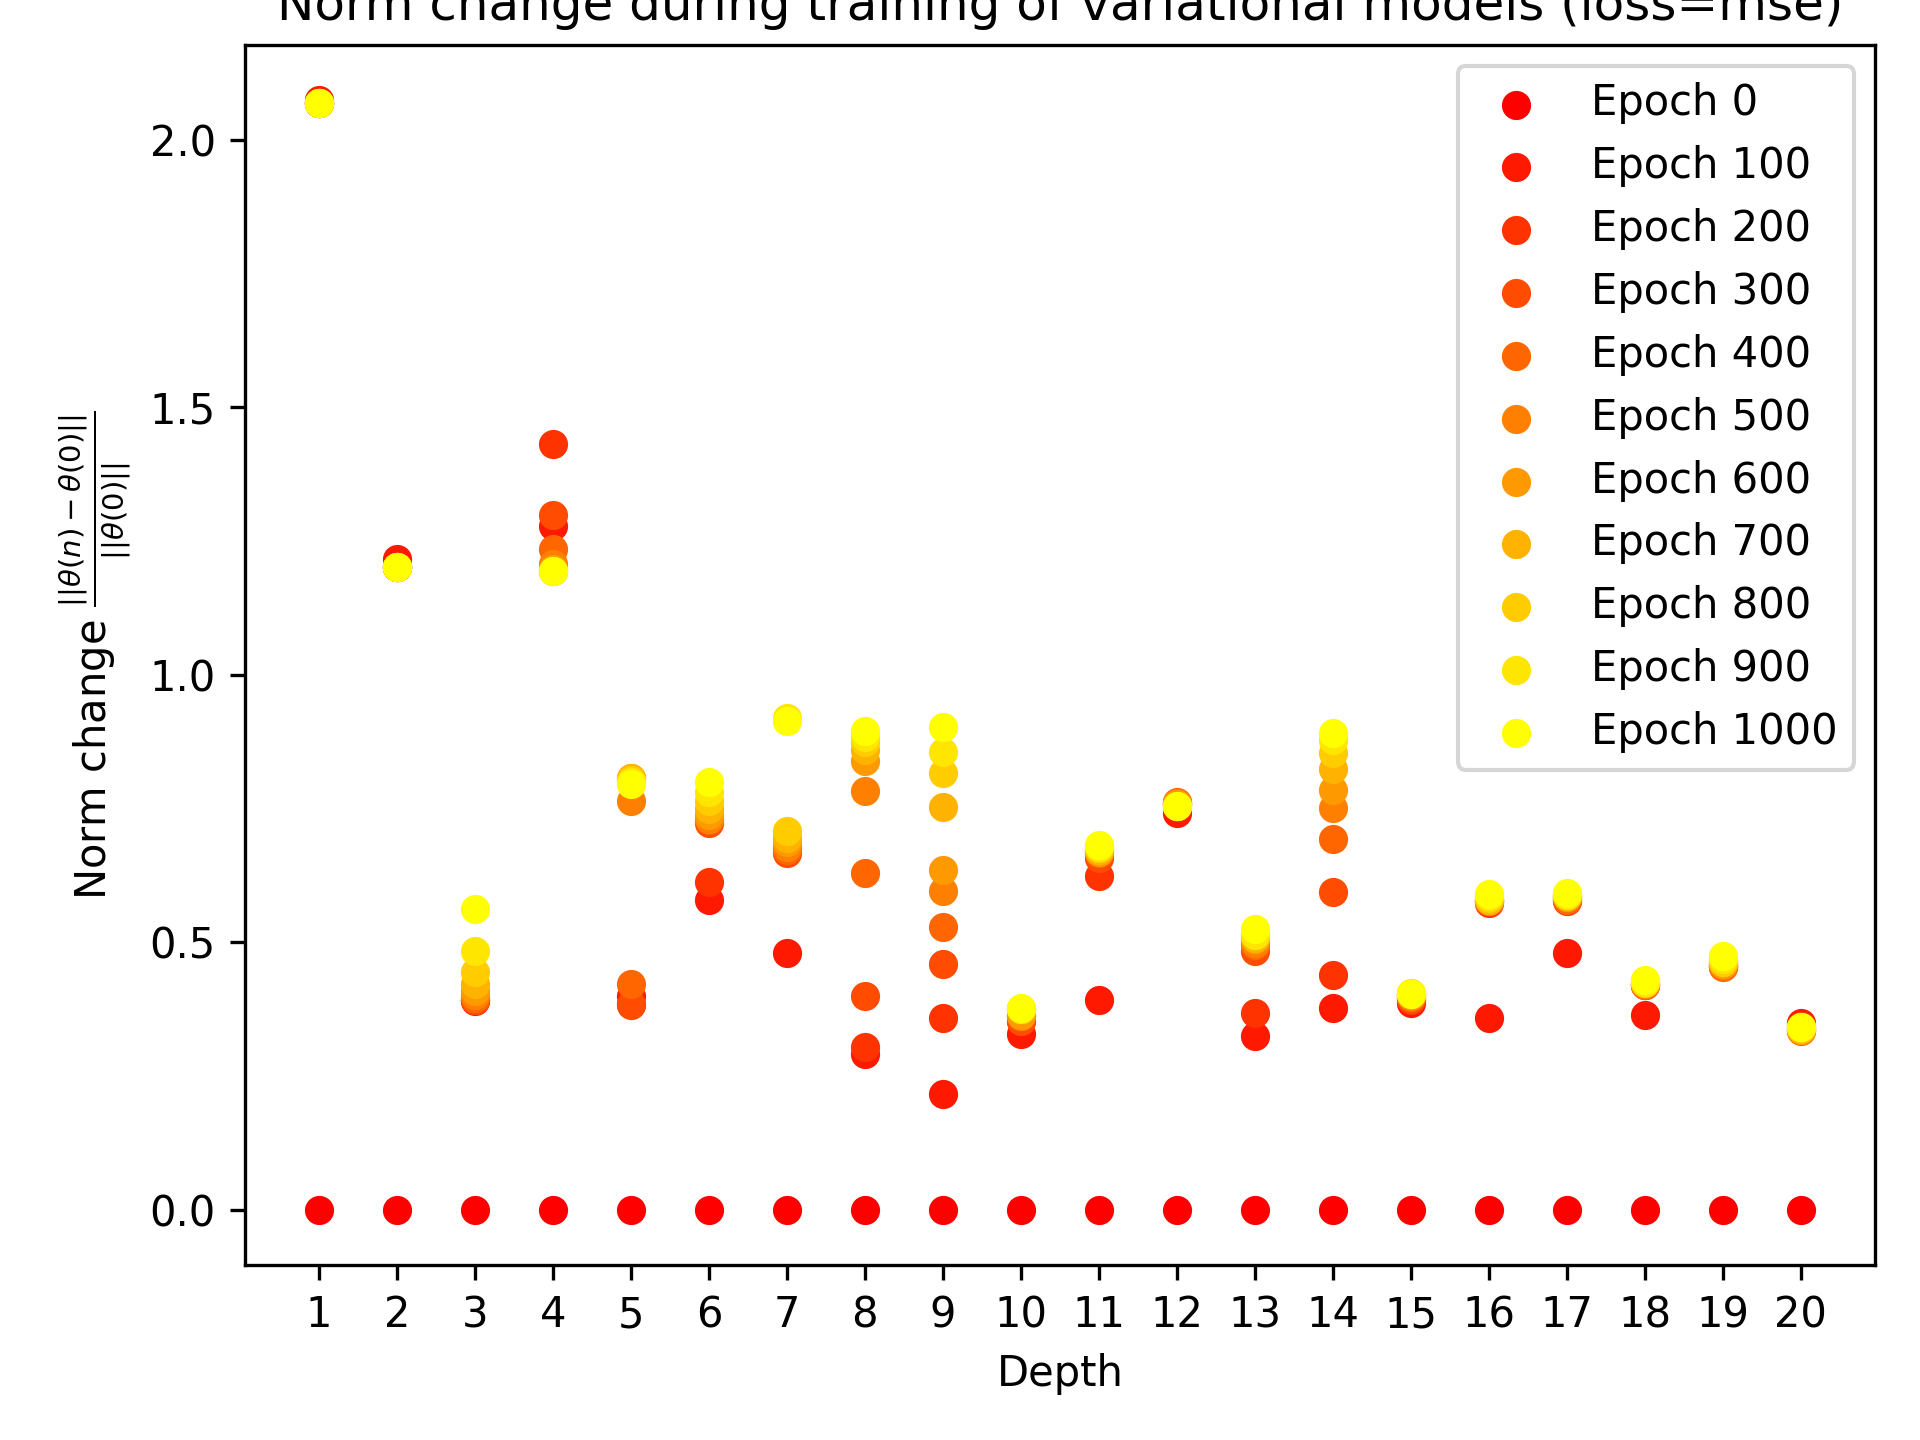 Norm change during training of variational models (loss=mse)
Norm change ||θ(n) − θ(0)|| / ||θ(0)||
2.0
1.5
1.0
0.5
0.0
Epoch 0
Epoch 100
Epoch 200
Epoch 300
Epoch 400
Epoch 500
Epoch 600
Epoch 700
Epoch 800
Epoch 900
Epoch 1000
1 2 3 4 5 6 7 8 9 10 11 12 13 14 15 16 17 18 19 20
Depth